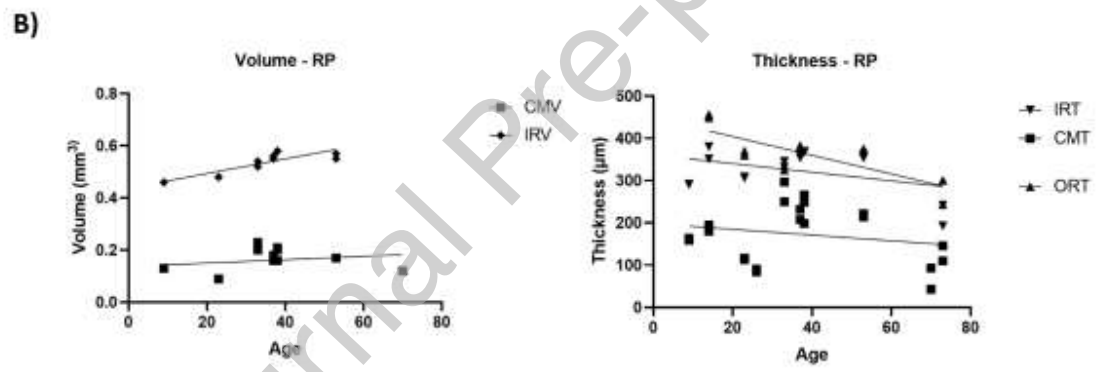 B)
Volume - RP
0.8
0.6
0.4
0.2
0.0
Volume (mm³)
0
20
40
60
80
Age
CMV
IRV
Thickness - RP
500
400
300
200
100
0
Thickness (µm)
0
20
40
60
80
Age
IRT
CMT
ORT
rnal Pre-p